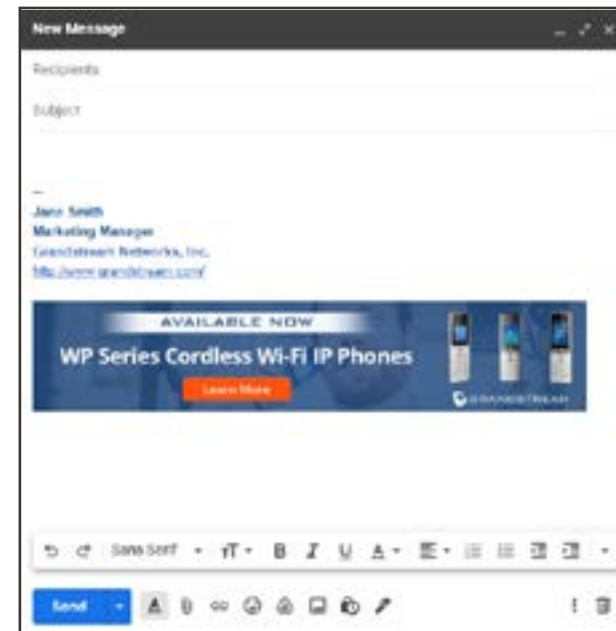 New Message
Recipients
Subject
--
Jane Smith
Marketing Manager
Grandstream Networks, Inc.
http://www.grandstream.com/
AVAILABLE NOW
WP Series Cordless Wi-Fi IP Phones
Learn More
GRANDSTREAM
Sans Serif
Send